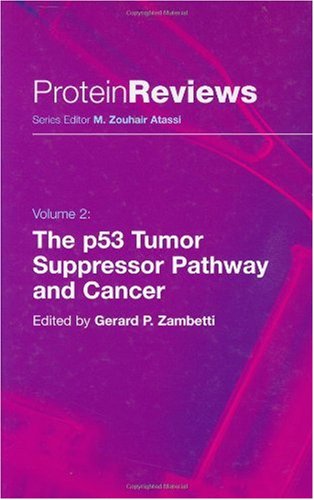 ProteinReviews
Series Editor M. Zouhair Atassi
Volume 2:
The p53 Tumor
Suppressor Pathway
and Cancer
Edited by Gerard P. Zambetti